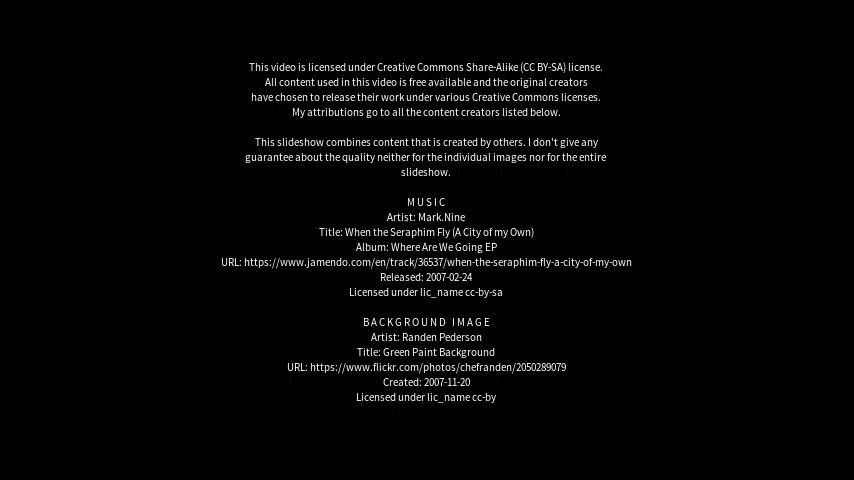 This video is licensed under Creative Commons Share-Alike (CC BY-SA) license.
All content used in this video is free available and the original creators
have chosen to release their work under various Creative Commons licenses.
My attributions go to all the content creators listed below.
This slideshow combines content that is created by others. I don't give any
guarantee about the quality neither for the individual images nor for the entire
slideshow.
M U S I C
Artist: Mark.Nine
Title: When the Seraphim Fly (A City of my Own)
Album: Where Are We Going EP
URL: https://www.jamendo.com/en/track/36537/when-the-seraphim-fly-a-city-of-my-own
Released: 2007-02-24
Licensed under lic_name cc-by-sa
B A C K G R O U N D   I M A G E
Artist: Randen Pederson
Title: Green Paint Background
URL: https://www.flickr.com/photos/chefranden/2050289079
Created: 2007-11-20
Licensed under lic_name cc-by